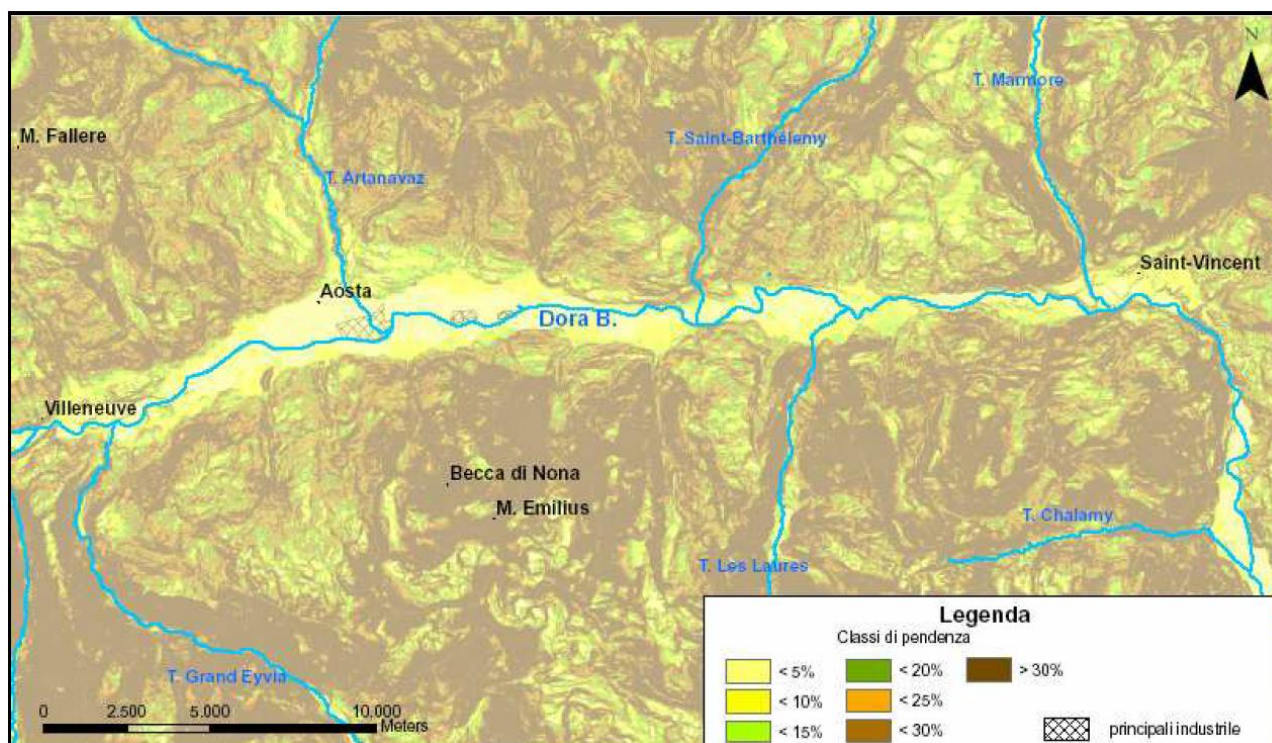 N
T. Marmore
M. Fallere
T. Saint-Barthélemy
T. Artanavaz
Saint-Vincent
Aosta
Dora B.
Villeneuve
Becca di Nona
M. Emilius
T. Chalamy
T. Les Laures
T. Grand Eyvia
0 2.500 5.000 10.000
Meters
Legenda
Classi di pendenza
< 5% < 20% > 30%
< 10% < 25%
< 15% < 30% principali industrile